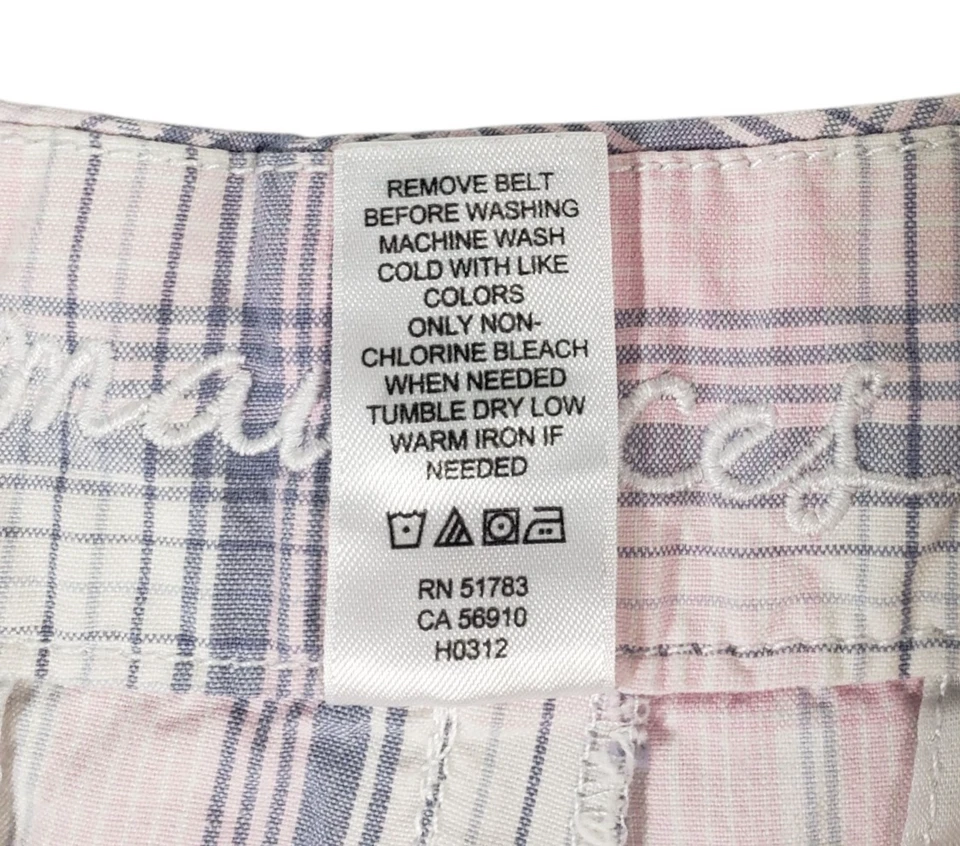 REMOVE BELT
BEFORE WASHING
MACHINE WASH
COLD WITH LIKE
COLORS
ONLY NON-
CHLORINE BLEACH
WHEN NEEDED
TUMBLE DRY LOW
WARM IRON IF
NEEDED
RN 51783
CA 56910
H0312